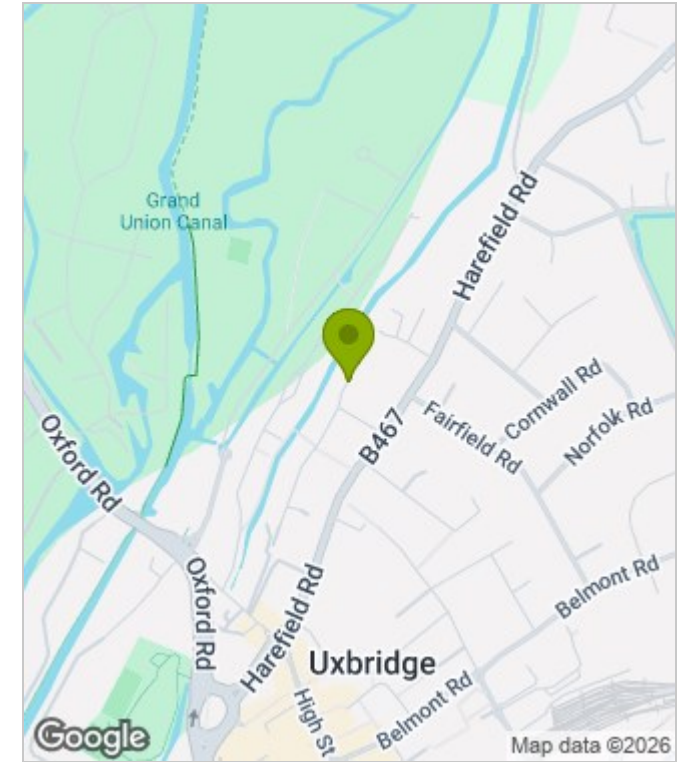 Grand
Union Canal
Harefield Rd
Cornwall Rd
Norfolk Rd
Fairfield Rd
B467
Oxford Rd
Oxford Rd
Belmont Rd
Harefield Rd
Uxbridge
High St
Belmont Rd
Google
Map data ©2026